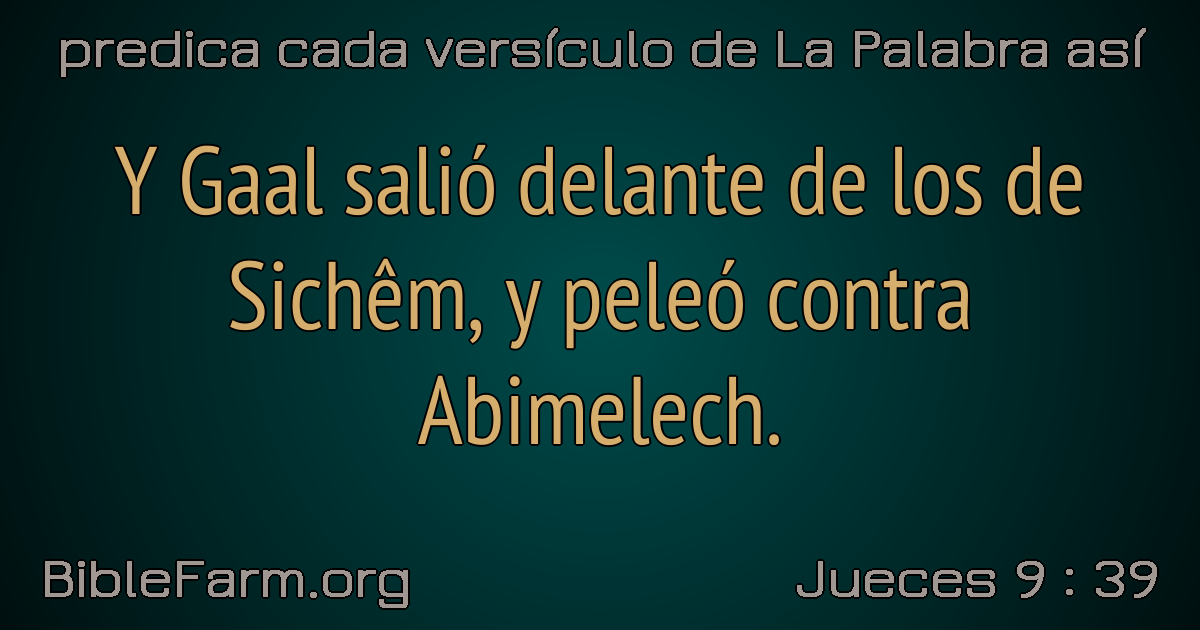 predica cada versículo de La Palabra así
Y Gaal salió delante de los de
Sichêm, y peleó contra
Abimelech.
BibleFarm.org
Jueces 9 : 39